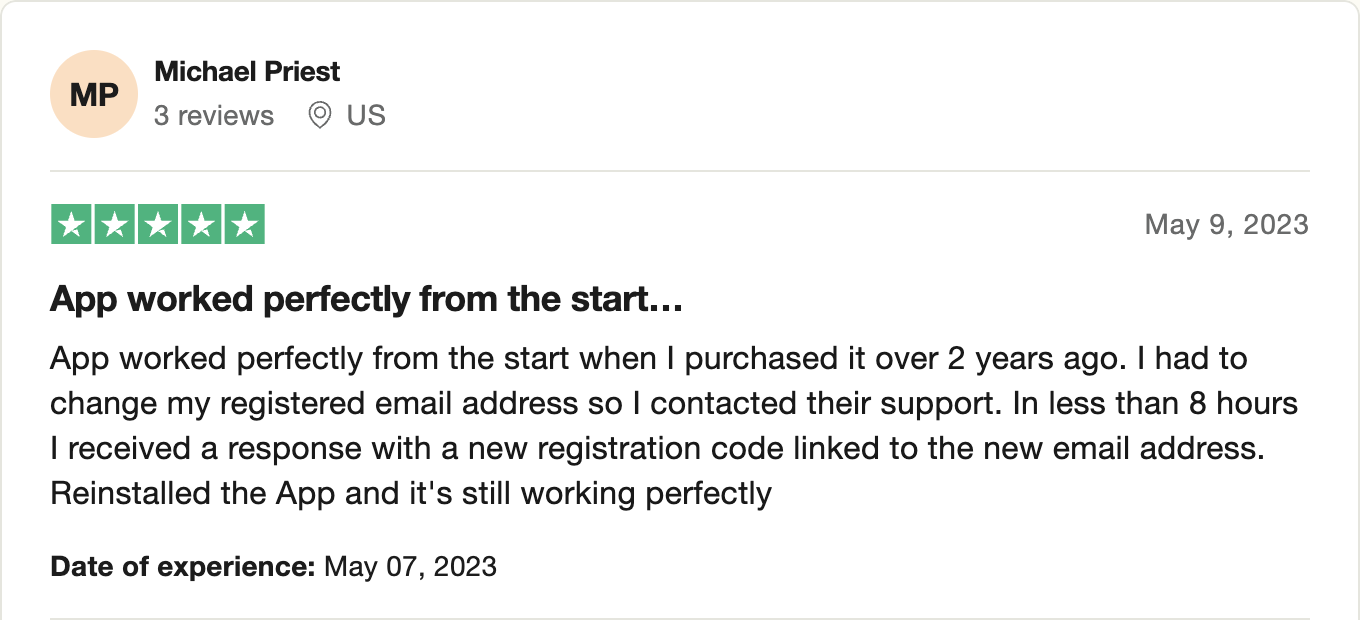 MP
Michael Priest
3 reviews US
May 9, 2023
App worked perfectly from the start…
App worked perfectly from the start when I purchased it over 2 years ago. I had to
change my registered email address so I contacted their support. In less than 8 hours
I received a response with a new registration code linked to the new email address.
Reinstalled the App and it's still working perfectly
Date of experience: May 07, 2023